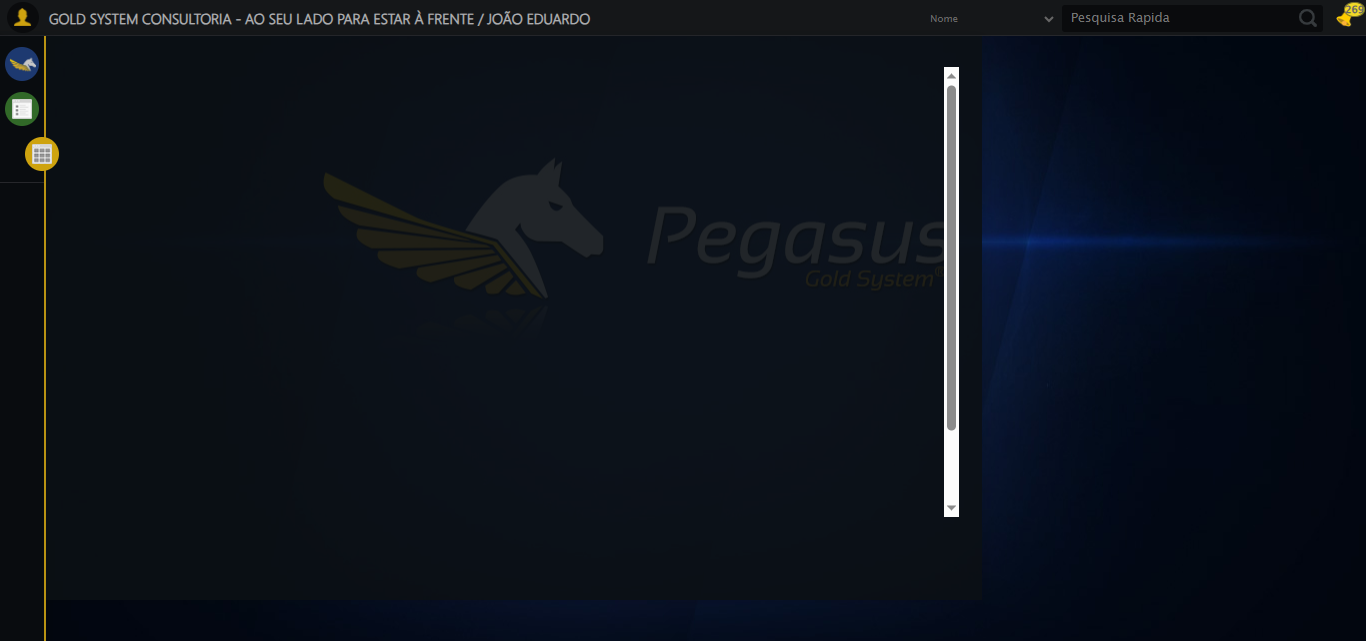 GOLD SYSTEM CONSULTORIA - AO SEU LADO PARA ESTAR À FRENTE / JOÃO EDUARDO
Nome
Pesquisa Rapida
269
Pegasus
Gold System